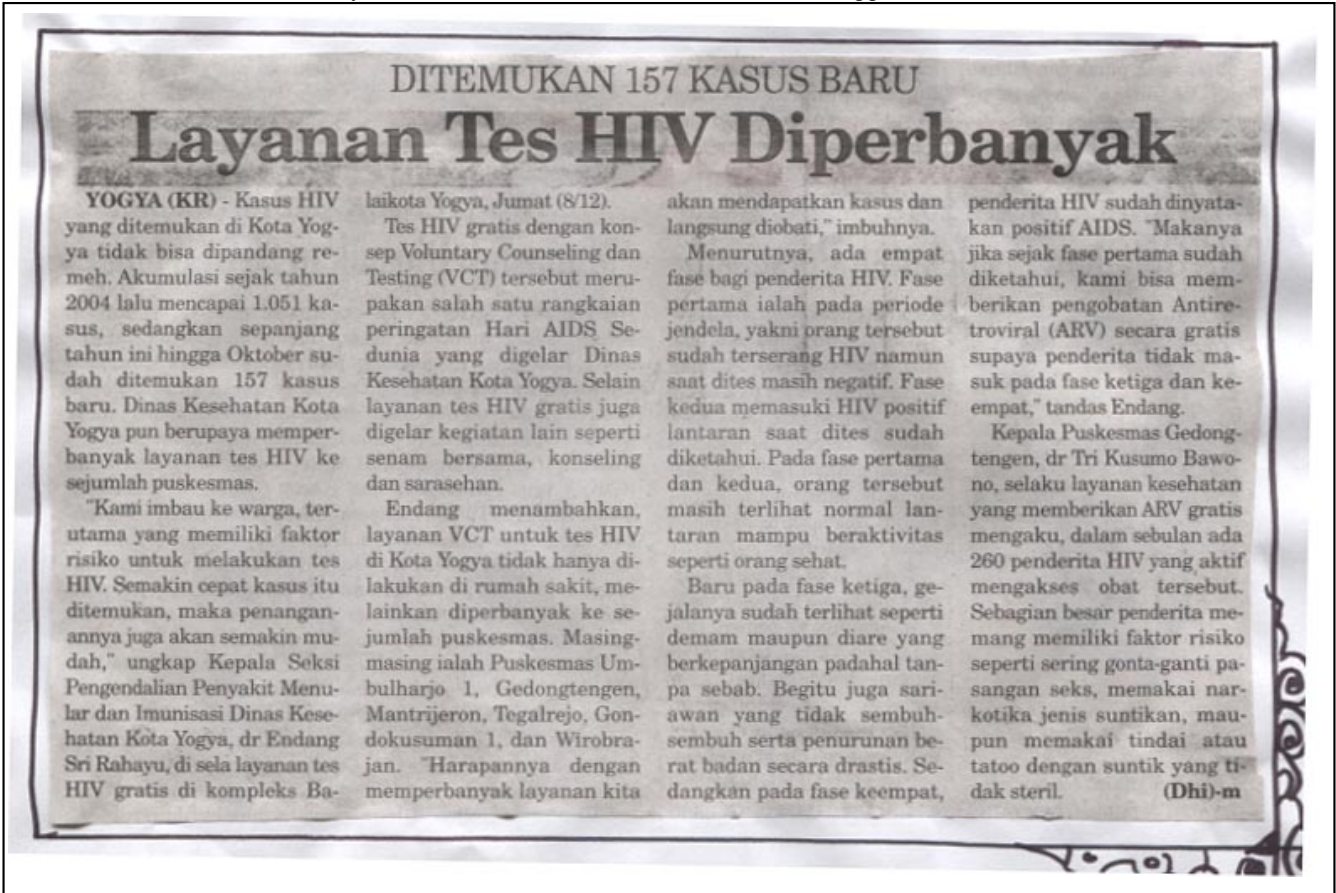 DITEMUKAN 157 KASUS BARU
Layanan Tes HIV Diperbanyak
YOGYA (KR) - Kasus HIV
yang ditemukan di Kota Yog-
ya tidak bisa dipandang re-
meh. Akumulasi sejak tahun
2004 lalu mencapai 1.051 ka-
sus, sedangkan sepanjang
tahun ini hingga Oktober su-
dah ditemukan 157 kasus
baru. Dinas Kesehatan Kota
Yogya pun berupaya memper-
banyak layanan tes HIV ke
sejumlah puskesmas.
"Kami imbau ke warga, ter-
utama yang memiliki faktor
risiko untuk melakukan tes
HIV. Semakin cepat kasus itu
ditemukan, maka penangan-
annya juga akan semakin mu-
dah," ungkap Kepala Seksi
Pengendalian Penyakit Menu-
lar dan Imunisasi Dinas Kese-
hatan Kota Yogya, dr Endang
Sri Rahayu, di sela layanan tes
HIV gratis di kompleks Ba-
laikota Yogya, Jumat (8/12).
Tes HIV gratis dengan kon-
sep Voluntary Counseling dan
Testing (VCT) tersebut meru-
pakan salah satu rangkaian
peringatan Hari AIDS Se-
dunia yang digelar Dinas
Kesehatan Kota Yogya. Selain
layanan tes HIV gratis juga
digelar kegiatan lain seperti
senam bersama, konseling
dan sarasehan.
Endang menambahkan,
layanan VCT untuk tes HIV
di Kota Yogya tidak hanya di-
lakukan di rumah sakit, me-
lainkan diperbanyak ke se-
jumlah puskesmas. Masing-
masing ialah Puskesmas Um-
bulharjo 1, Gedongtengen,
Mantrijeron, Tegalrejo, Gon-
dokusuman 1, dan Wirobra-
jan. "Harapannya dengan
memperbanyak layanan kita
akan mendapatkan kasus dan
langsung diobati," imbuhnya.
Menurutnya, ada empat
fase bagi penderita HIV. Fase
pertama ialah pada periode
jendela, yakni orang tersebut
sudah terserang HIV namun
saat dites masih negatif. Fase
kedua memasuki HIV positif
lantaran saat dites sudah
diketahui. Pada fase pertama
dan kedua, orang tersebut
masih terlihat normal lan-
taran mampu beraktivitas
seperti orang sehat.
Baru pada fase ketiga, ge-
jalanya sudah terlihat seperti
demam maupun diare yang
berkepanjangan padahal tan-
pa sebab. Begitu juga sari-
awan yang tidak sembuh-
sembuh serta penurunan be-
rat badan secara drastis. Se-
dangkan pada fase keempat,
penderita HIV sudah dinyata-
kan positif AIDS. "Makanya
jika sejak fase pertama sudah
diketahui, kami bisa mem-
berikan pengobatan Antire-
troviral (ARV) secara gratis
supaya penderita tidak ma-
suk pada fase ketiga dan ke-
empat," tandas Endang.
Kepala Puskesmas Gedong-
tengen, dr Tri Kusumo Bawo-
no, selaku layanan kesehatan
yang memberikan ARV gratis
mengaku, dalam sebulan ada
260 penderita HIV yang aktif
mengakses obat tersebut.
Sebagian besar penderita me-
mang memiliki faktor risiko
seperti sering gonta-ganti pa-
sangan seks, memakai nar-
kotika jenis suntikan, mau-
pun memakai tindai atau
tatoo dengan suntik yang ti-
dak steril. (Dhi)-m